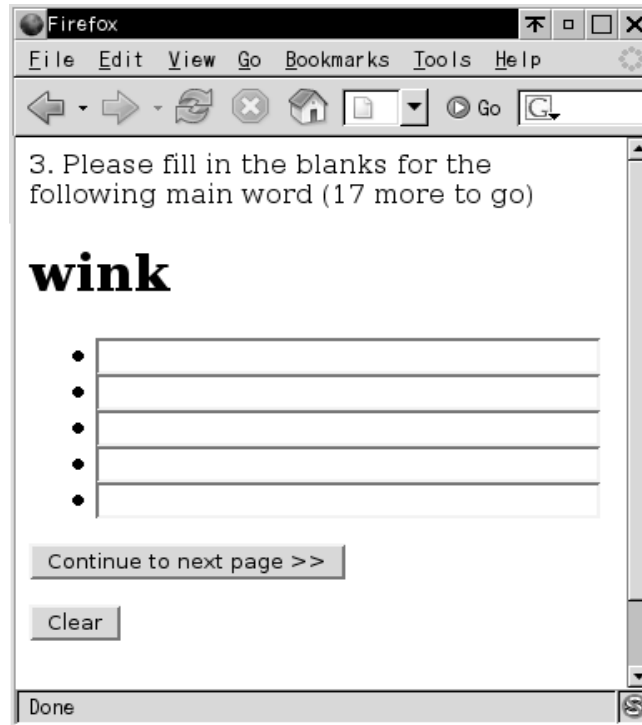 Firefox
File Edit View Go Bookmarks Tools Help
Go G
3. Please fill in the blanks for the
following main word (17 more to go)
wink
Continue to next page >>
Clear
Done